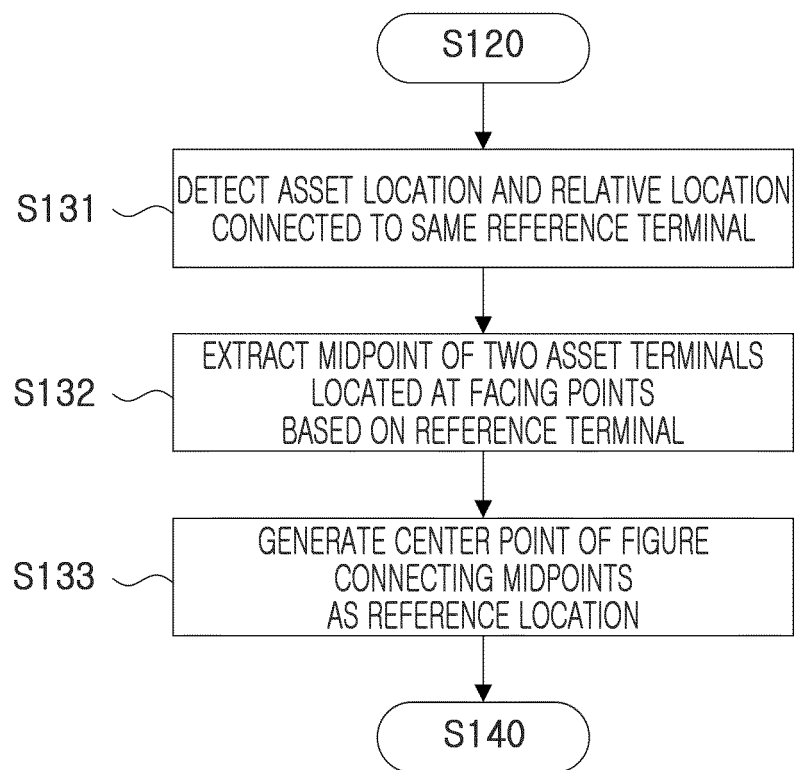 S120
S131
DETECT ASSET LOCATION AND RELATIVE LOCATION
CONNECTED TO SAME REFERENCE TERMINAL
S132
EXTRACT MIDPOINT OF TWO ASSET TERMINALS
LOCATED AT FACING POINTS
BASED ON REFERENCE TERMINAL
S133
GENERATE CENTER POINT OF FIGURE
CONNECTING MIDPOINTS
AS REFERENCE LOCATION
S140